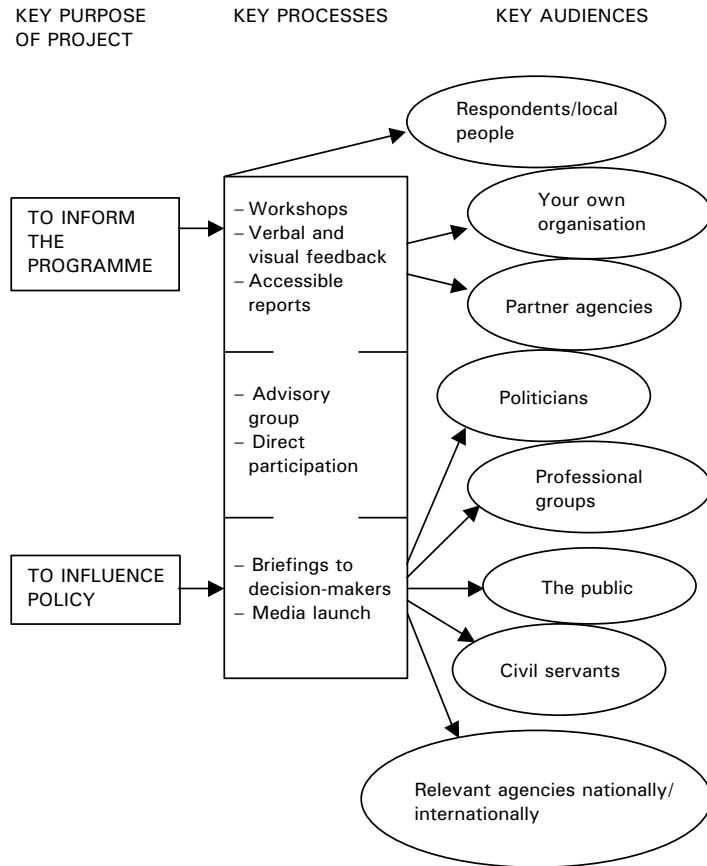 KEY PURPOSE
OF PROJECT
KEY PROCESSES
KEY AUDIENCES
Respondents/local
people
TO INFORM
THE
PROGRAMME
– Workshops
– Verbal and
visual feedback
– Accessible
reports
Your own
organisation
Partner agencies
– Advisory
group
– Direct
participation
Politicians
Professional
groups
TO INFLUENCE
POLICY
– Briefings to
decision-makers
– Media launch
The public
Civil servants
Relevant agencies nationally/
internationally